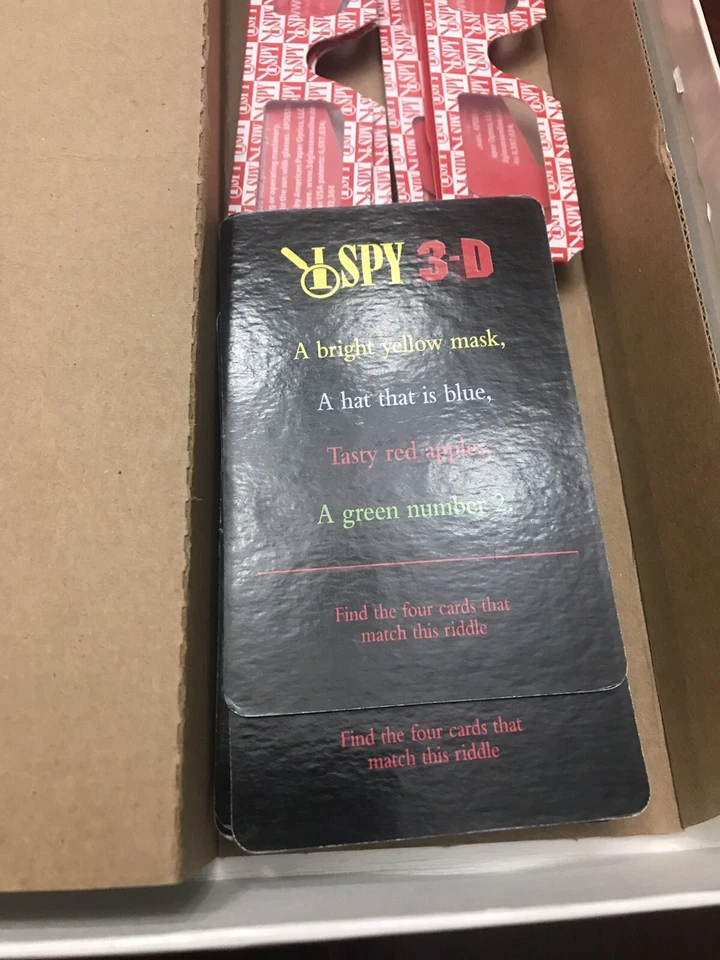 I SPY 3-D
A bright yellow mask,
A hat that is blue,
Tasty red apples,
A green number 2.
Find the four cards that
match this riddle
Find the four cards that
match this riddle